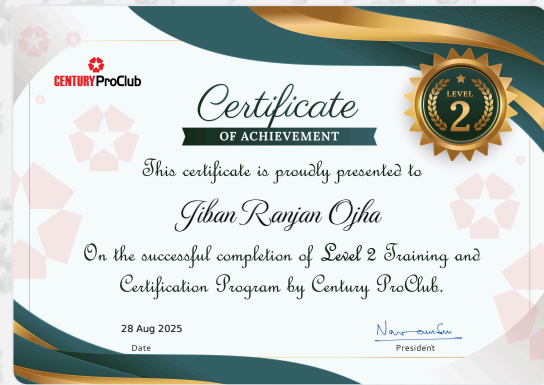 CENTURY ProClub
Certificate
OF ACHIEVEMENT
LEVEL
2
This certificate is proudly presented to
Jiban Ranjan Ojha
On the successful completion of Level 2 Training and
Certification Program by Century ProClub.
28 Aug 2025
Date
President